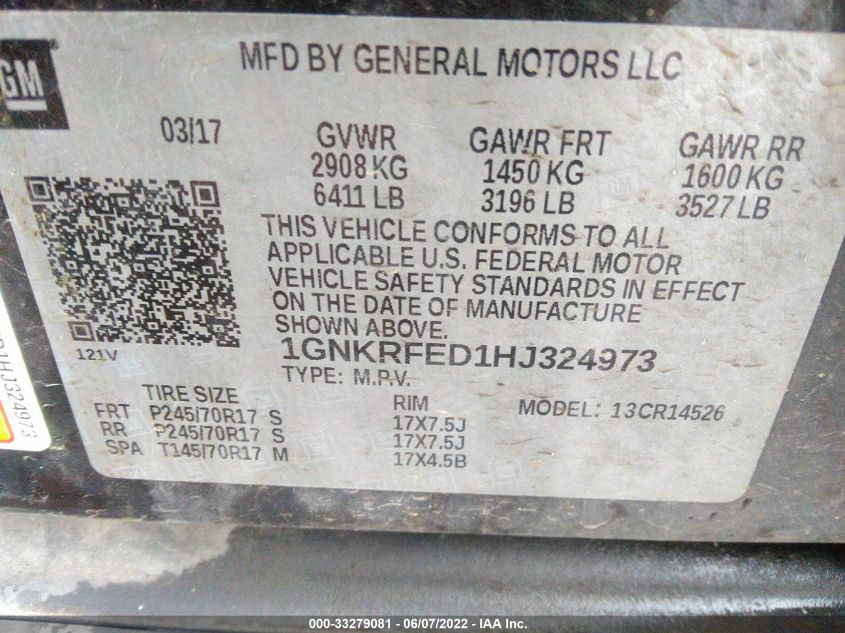 GM
MFD BY GENERAL MOTORS LLC
03/17 GVWR GAWR FRT GAWR RR
2908 KG 1450 KG 1600 KG
6411 LB 3196 LB 3527 LB
THIS VEHICLE CONFORMS TO ALL
APPLICABLE U.S. FEDERAL MOTOR
VEHICLE SAFETY STANDARDS IN EFFECT
ON THE DATE OF MANUFACTURE
SHOWN ABOVE.
121V
1GNKRFED1HJ324973
TYPE: M.P.V.
TIRE SIZE RIM MODEL: 13CR14526
FRT P245/70R17 S 17X7.5J
RR P245/70R17 S 17X7.5J
SPA T145/70R17 M 17X4.5B
D1HJ324973
000-33279081 - 06/07/2022 - © IAA Inc.